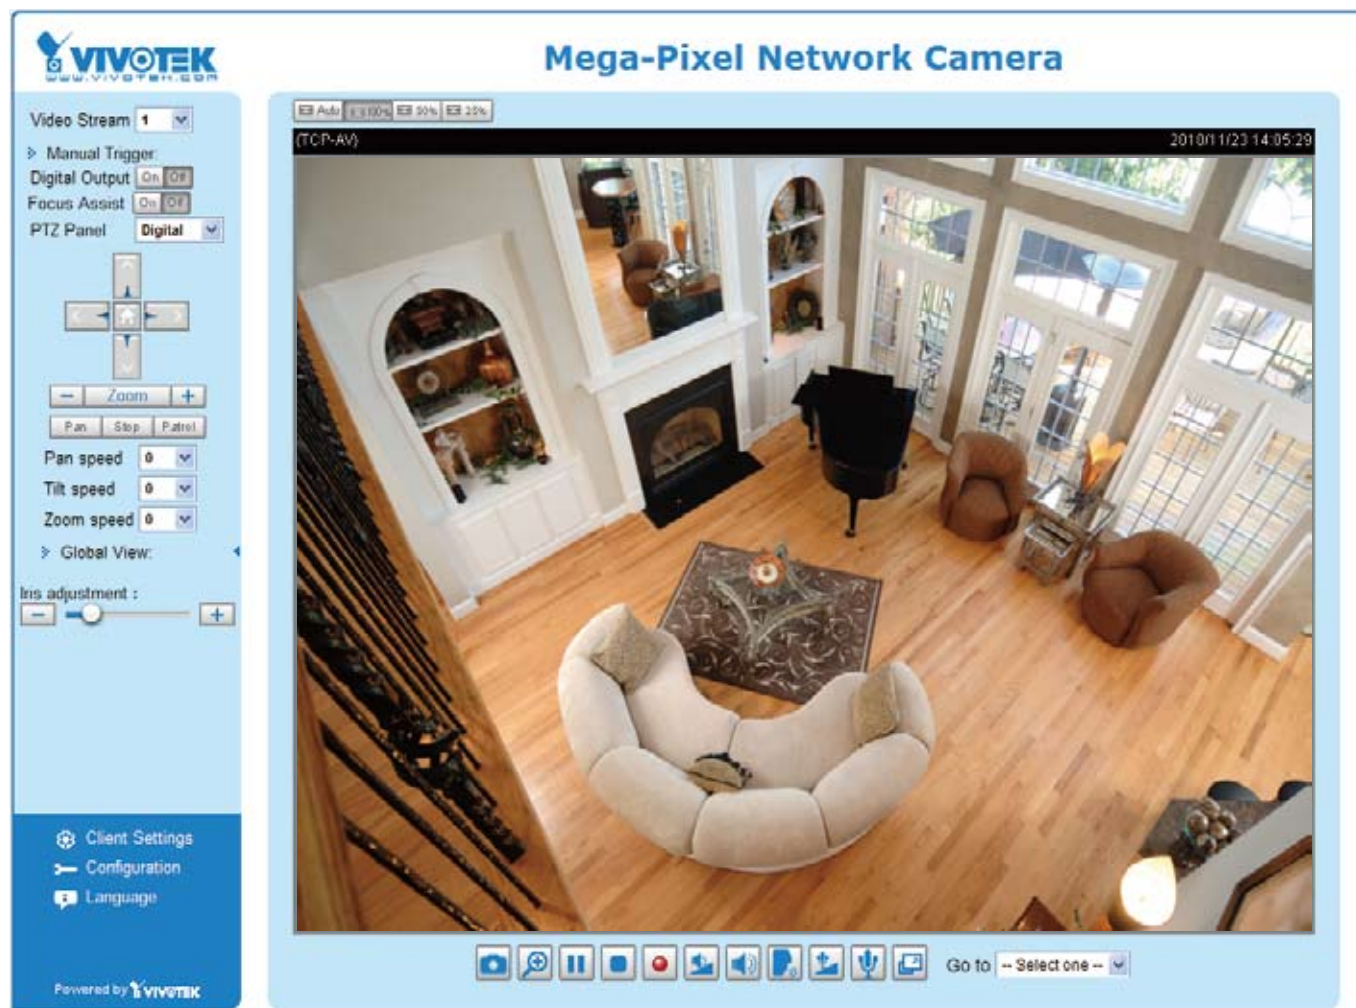 VIVOTEK
www.vivotek.com
Mega-Pixel Network Camera
Video Stream 1
Manual Trigger:
Digital Output On Off
Focus Assist On Off
PTZ Panel Digital
Zoom
Pan Stop Patrol
Pan speed 0
Tilt speed 0
Zoom speed 0
Global View:
Iris adjustment :
Client Settings
Configuration
Language
Powered by VIVOTEK
Auto 100% 50% 25%
(TCP-AV) 2010/11/23 14:05:29
Go to -- Select one --